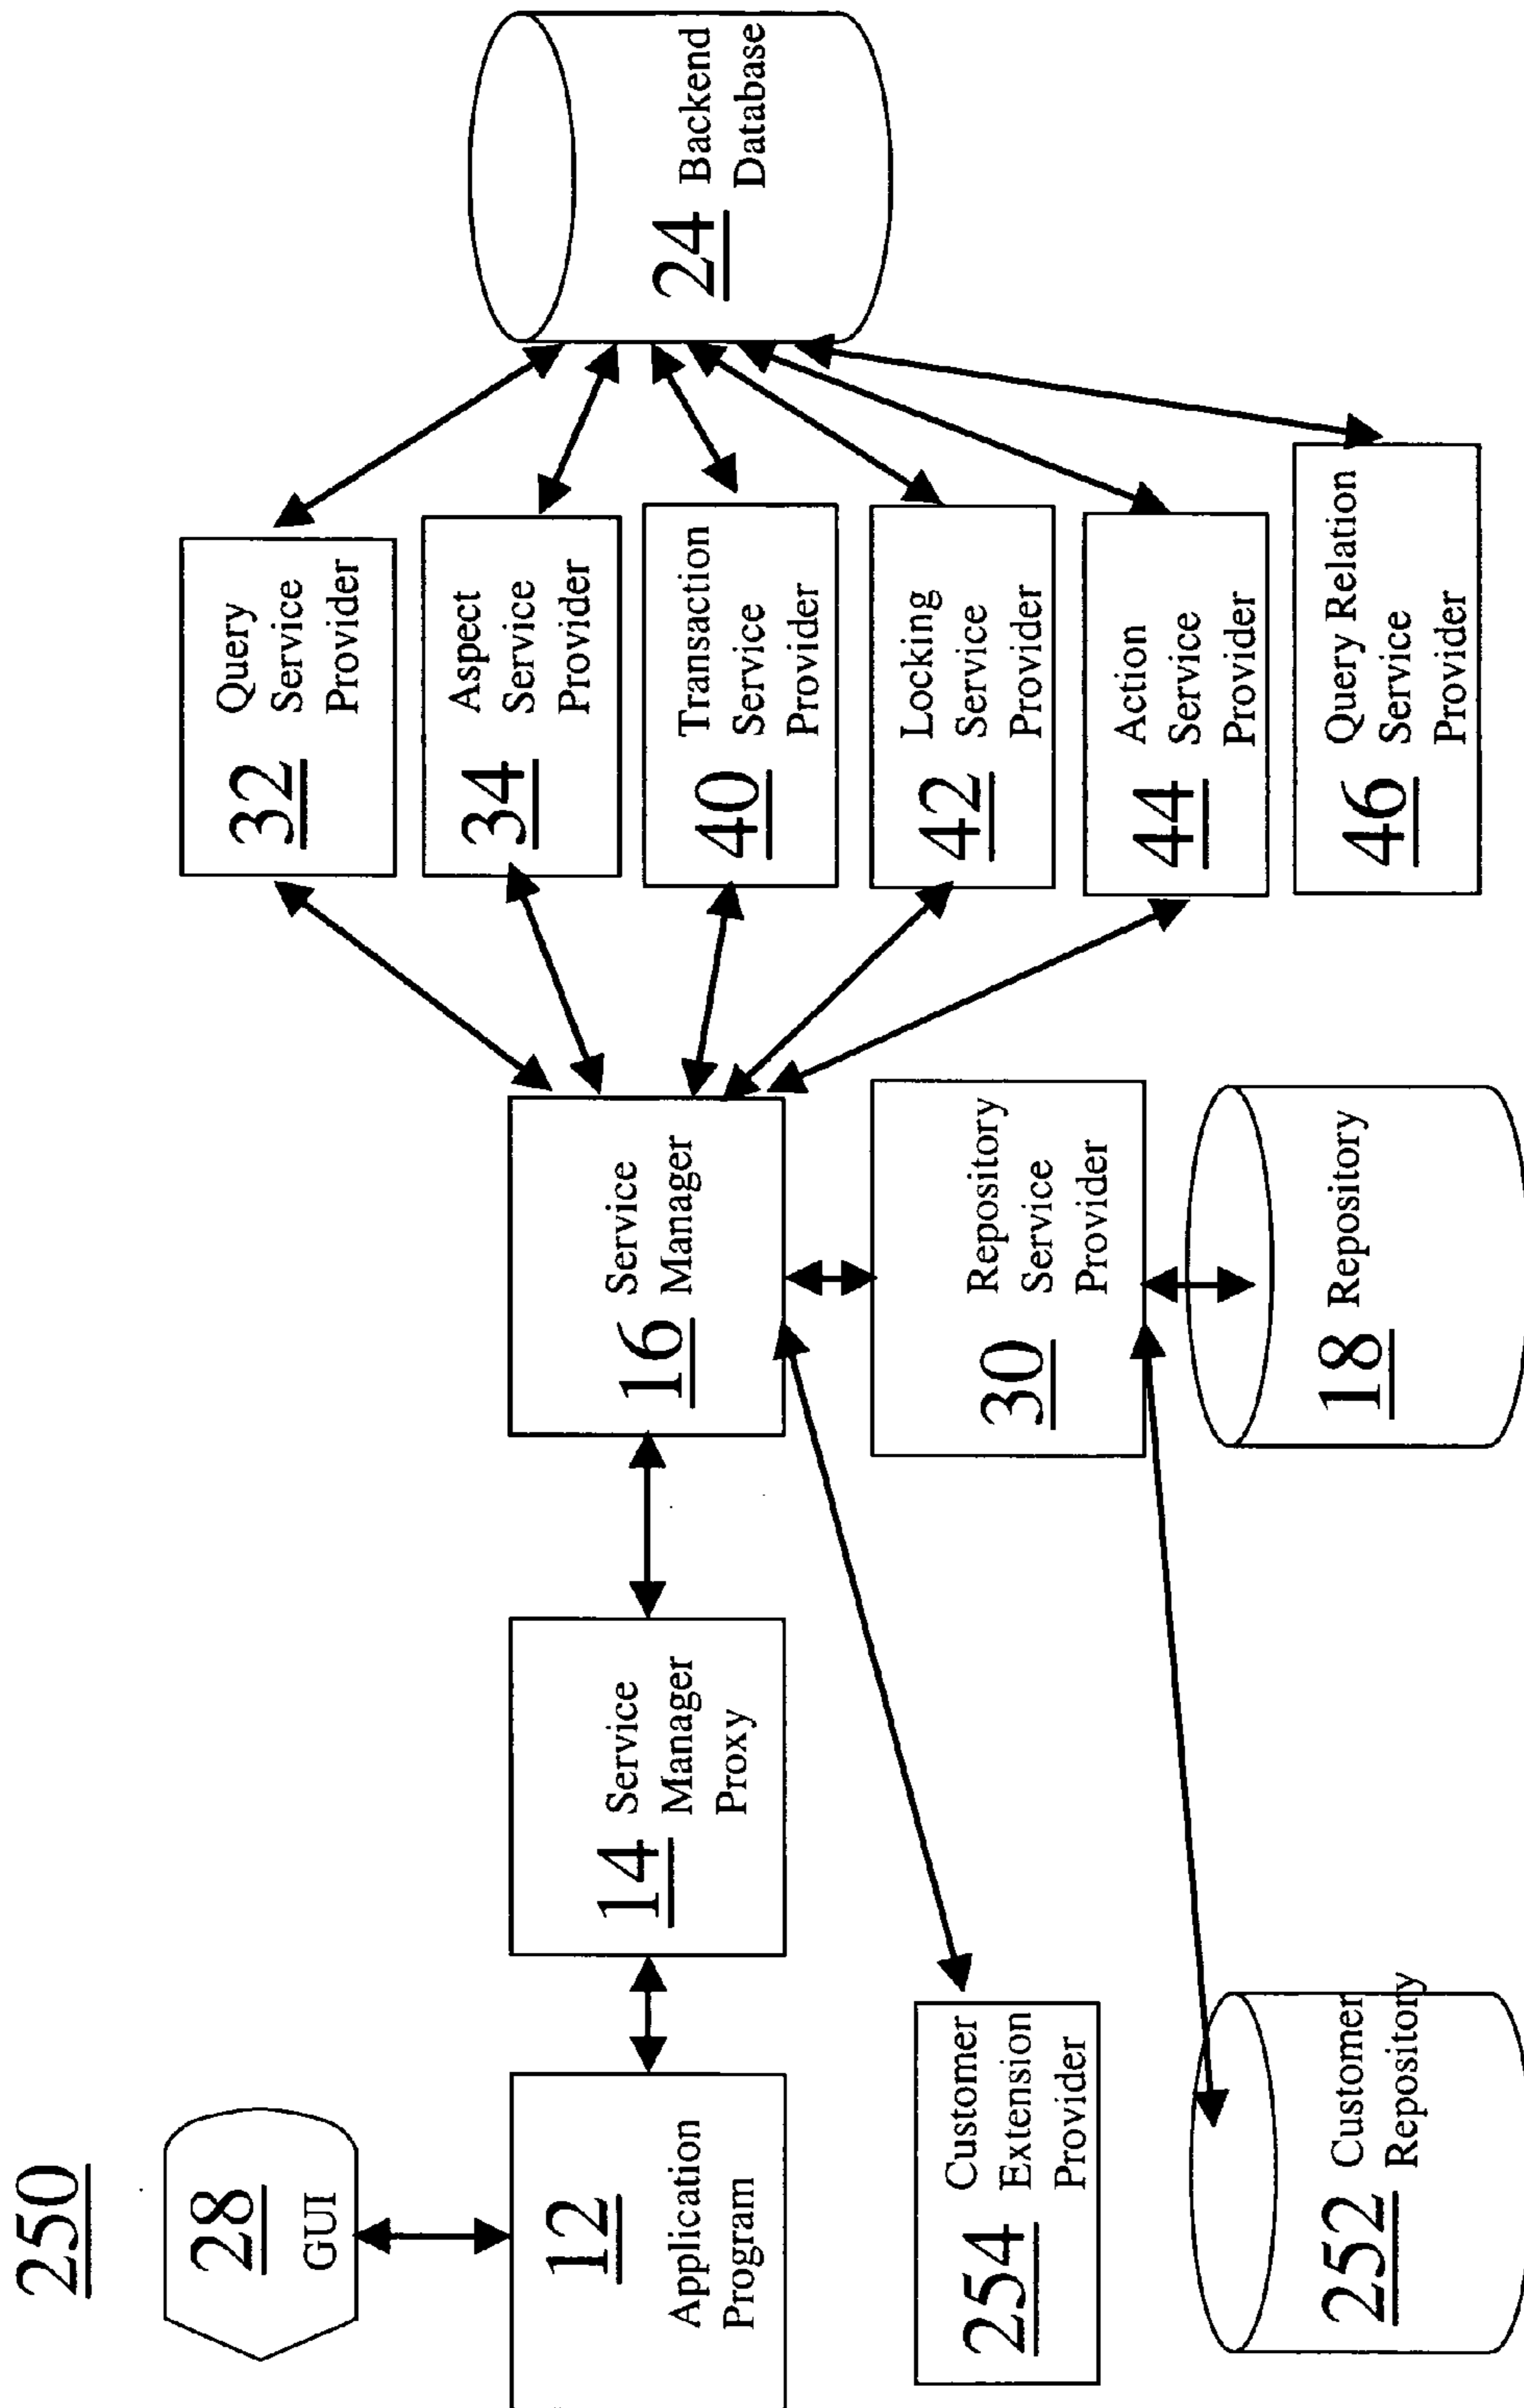 250
28
GUI
12
Application
Program
14 Service
Manager
Proxy
16 Service
Manager
254 Customer
Extension
Provider
252 Customer
Repository
30 Repository
Service
Provider
18 Repository
32 Query
Service
Provider
34 Aspect
Service
Provider
40 Transaction
Service
Provider
42 Locking
Service
Provider
44 Action
Service
Provider
46 Query Relation
Service
Provider
24 Backend
Database